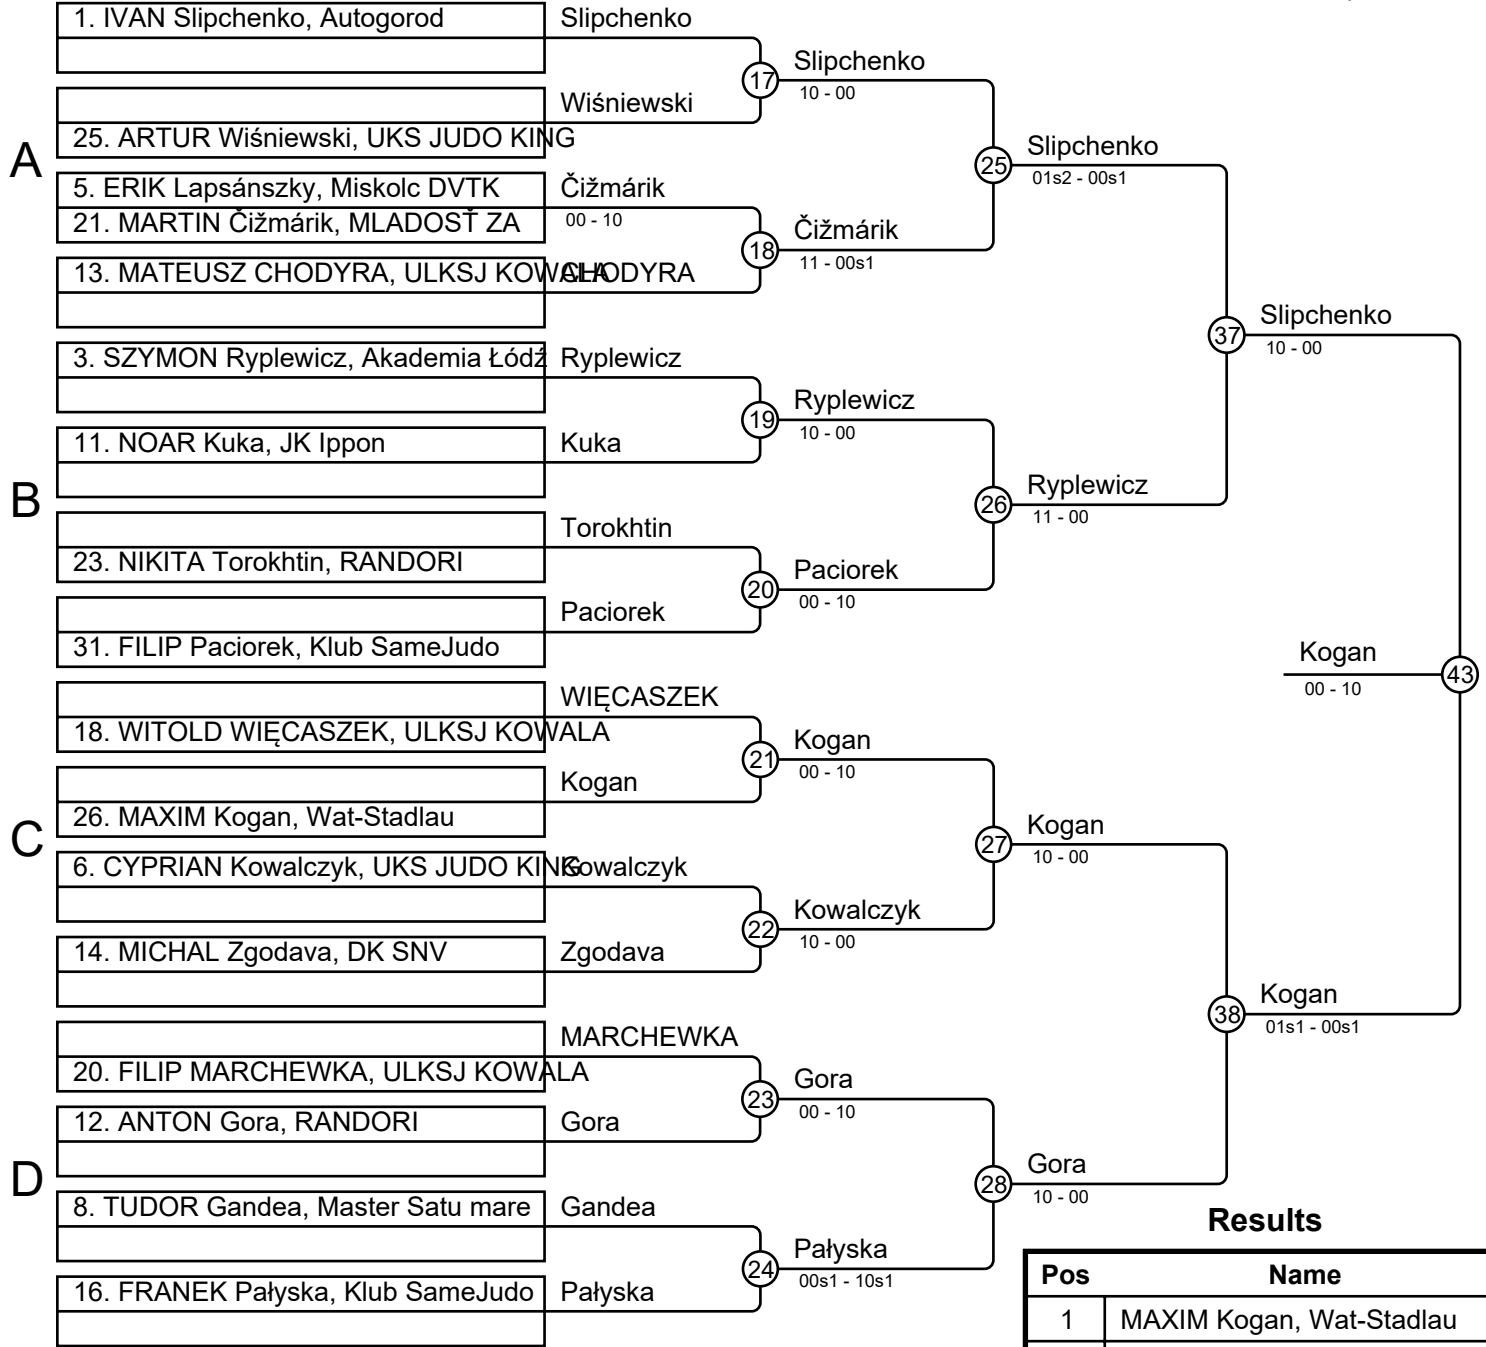 1. IVAN Slipchenko, Autogorod
Slipchenko
17
Slipchenko
10 - 00
Wiśniewski
25. ARTUR Wiśniewski, UKS JUDO KING
A
25
Slipchenko
01s2 - 00s1
5. ERIK Lapsánszky, Miskolc DVTK
Čižmárik
21. MARTIN Čižmárik, MLADOSŤ ZA
00 - 10
18
Čižmárik
11 - 00s1
13. MATEUSZ CHODYRA, ULKSJ KOWALA
CHODYRA
37
Slipchenko
10 - 00
3. SZYMON Ryplewicz, Akademia Łódź
Ryplewicz
19
Ryplewicz
10 - 00
11. NOAR Kuka, JK Ippon
Kuka
B
26
Ryplewicz
11 - 00
Torokhtin
23. NIKITA Torokhtin, RANDORI
20
Paciorek
00 - 10
Paciorek
31. FILIP Paciorek, Klub SameJudo
Kogan
00 - 10
43
WIĘCASZEK
18. WITOLD WIĘCASZEK, ULKSJ KOWALA
21
Kogan
00 - 10
Kogan
26. MAXIM Kogan, Wat-Stadlau
C
27
Kogan
10 - 00
6. CYPRIAN Kowalczyk, UKS JUDO KING
Kowalczyk
22
Kowalczyk
10 - 00
14. MICHAL Zgodava, DK SNV
Zgodava
38
Kogan
01s1 - 00s1
MARCHEWKA
20. FILIP MARCHEWKA, ULKSJ KOWALA
23
Gora
00 - 10
12. ANTON Gora, RANDORI
Gora
D
28
Gora
10 - 00
8. TUDOR Gandea, Master Satu mare
Gandea
24
Pałyska
00s1 - 10s1
16. FRANEK Pałyska, Klub SameJudo
Pałyska
Results
Pos Name
1 MAXIM Kogan, Wat-Stadlau